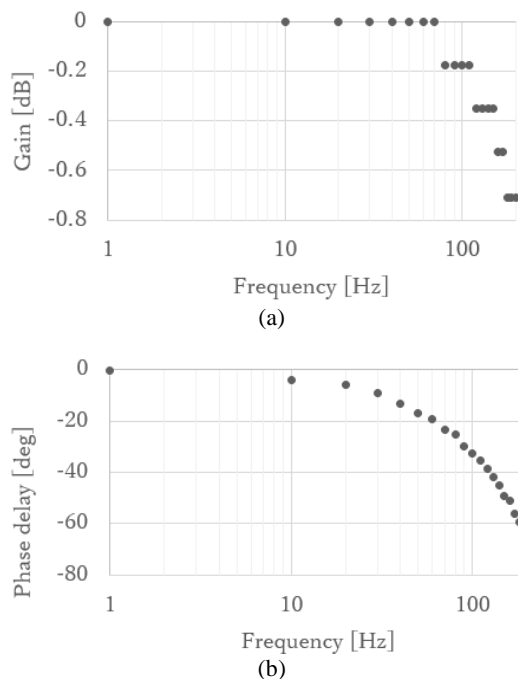 0
-0.2
-0.4
-0.6
-0.8
Gain [dB]
1 10 100
Frequency [Hz]
(a)
0
-20
-40
-60
-80
Phase delay [deg]
1 10 100
Frequency [Hz]
(b)